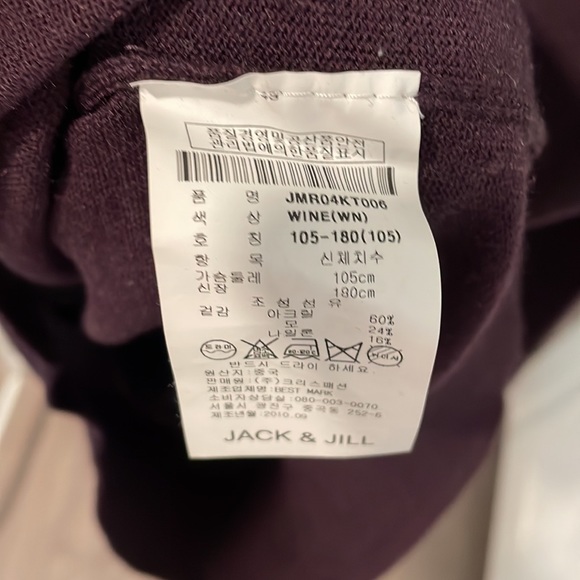 품질경영및공산품안전
관리법에의한품질표시
품 명 JMR04KT006
색 상 WINE(WN)
호 칭 105-180(105)
항 목 신체치수
가슴둘레 105cm
신장 180cm
조성섬유
겉감 아크릴 60%
모 24%
나일론 16%
드라이
반드시 드라이 하세요
원산지:중국
판매원:(주)크리스패션
제조업체명:BEST MARK
소비자상담실:080-003-0070
서울시 광진구 중곡동 252-6
제조년월:2010.09
JACK & JILL